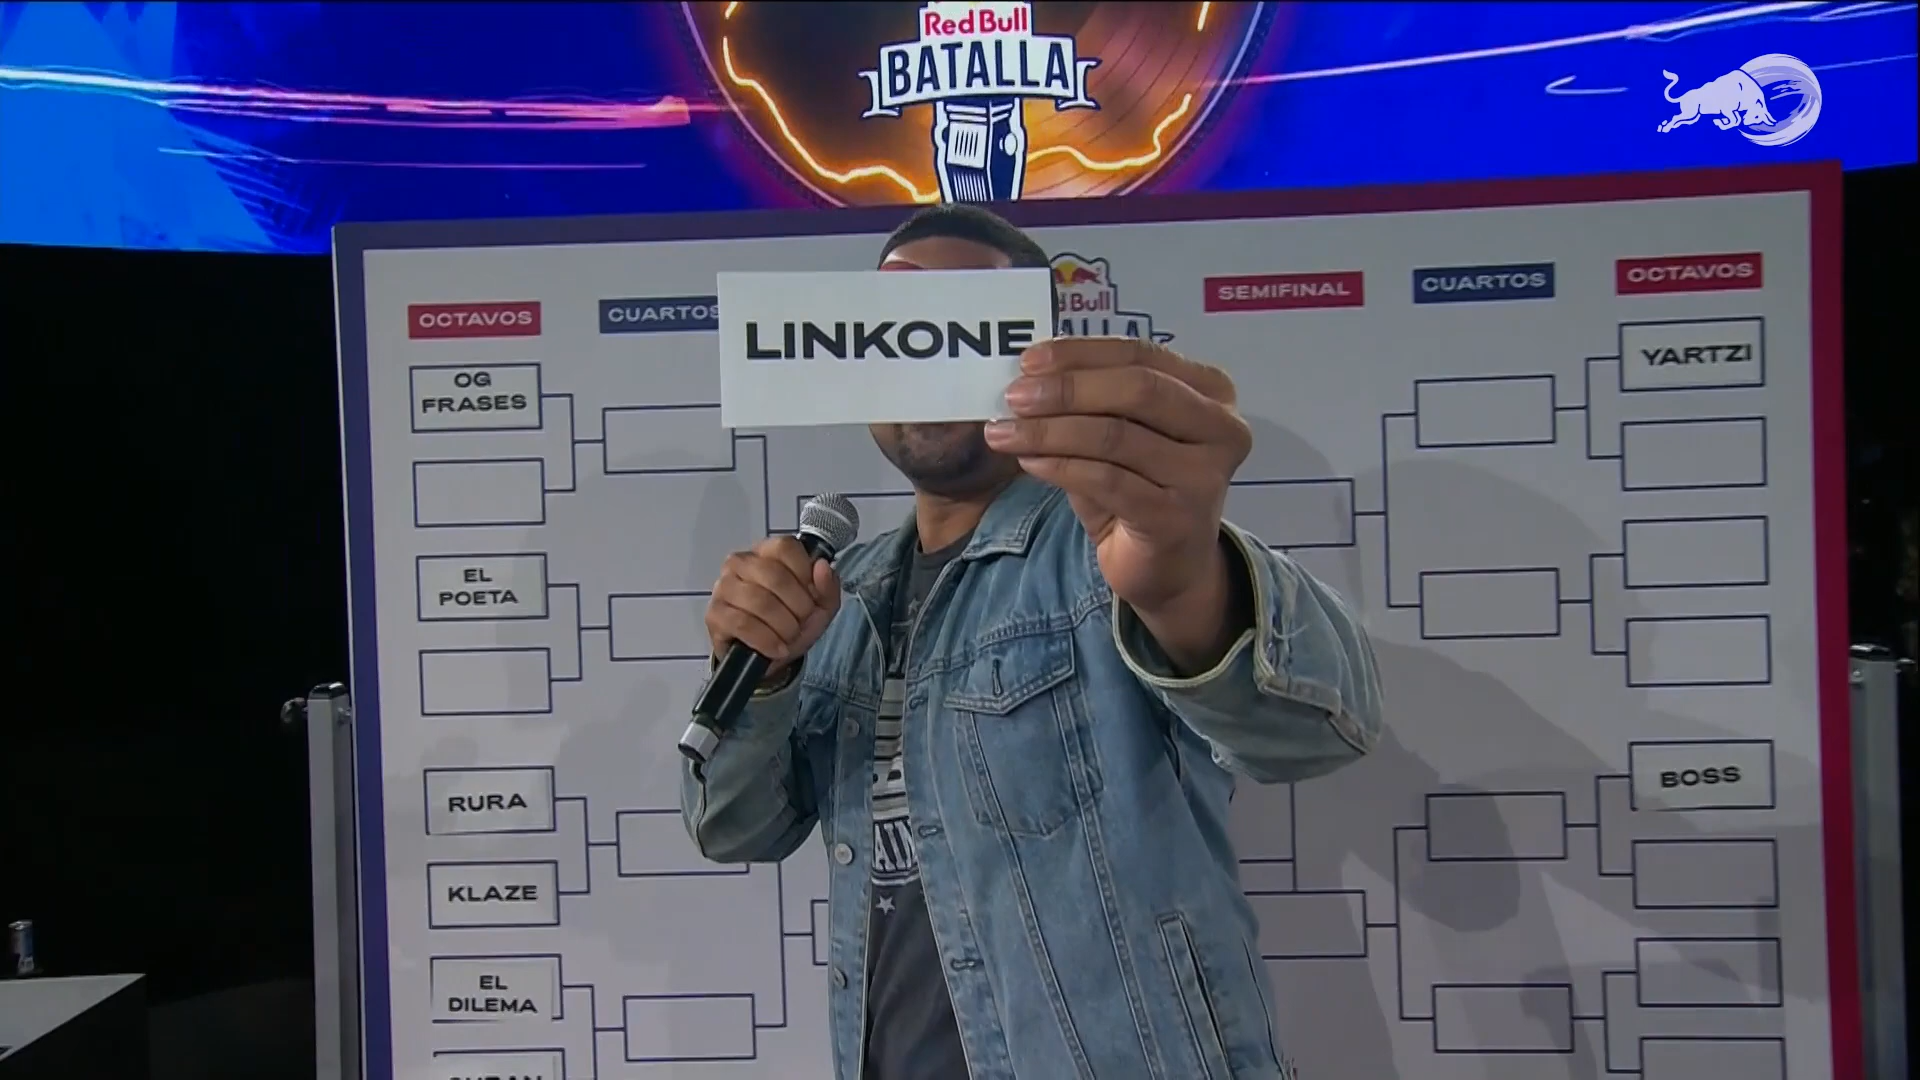 Red Bull
BATALLA
OCTAVOS
CUARTOS
SEMIFINAL
CUARTOS
OCTAVOS
LINKONE
OG
FRASES
YARTZI
EL
POETA
RURA
BOSS
KLAZE
EL
DILEMA